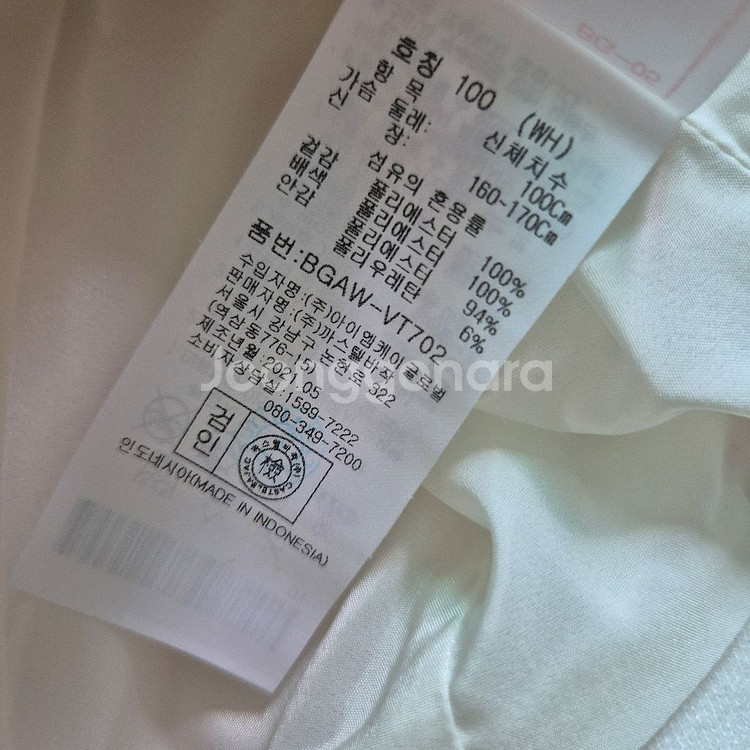 호칭 100 (WH)
항 목 신체치수
가슴 둘레: 100Cm
신 장: 160-170Cm
섬유의 혼용률
겉감 폴리에스터 100%
배색 폴리에스터 100%
안감 폴리에스터 94%
폴리우레탄 6%
품번:BGAW-VT702
수입자명:(주)아이엠케이글로벌
판매자명:(주)까스텔바작
서울시 강남구 논현로 322
(역삼동776-
제조년월:2021.05
소비자상담실:1599-7222
080-349-7200
검인
檢
CASTELBAJAC
인도네시아(MADE IN INDONESIA)
Joonggonara